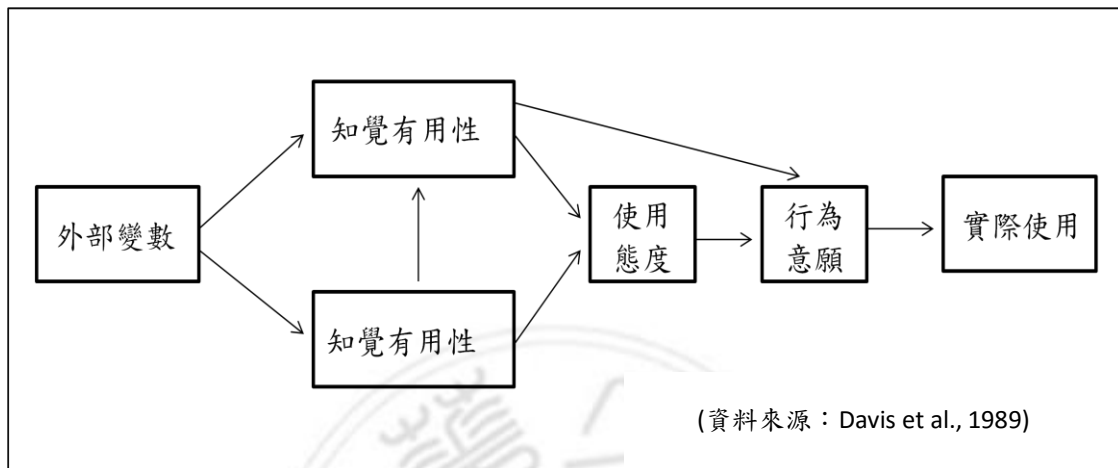 知覺有用性
外部變數
使用
態度
行為
意願
實際使用
知覺有用性
(資料來源：Davis et al., 1989)